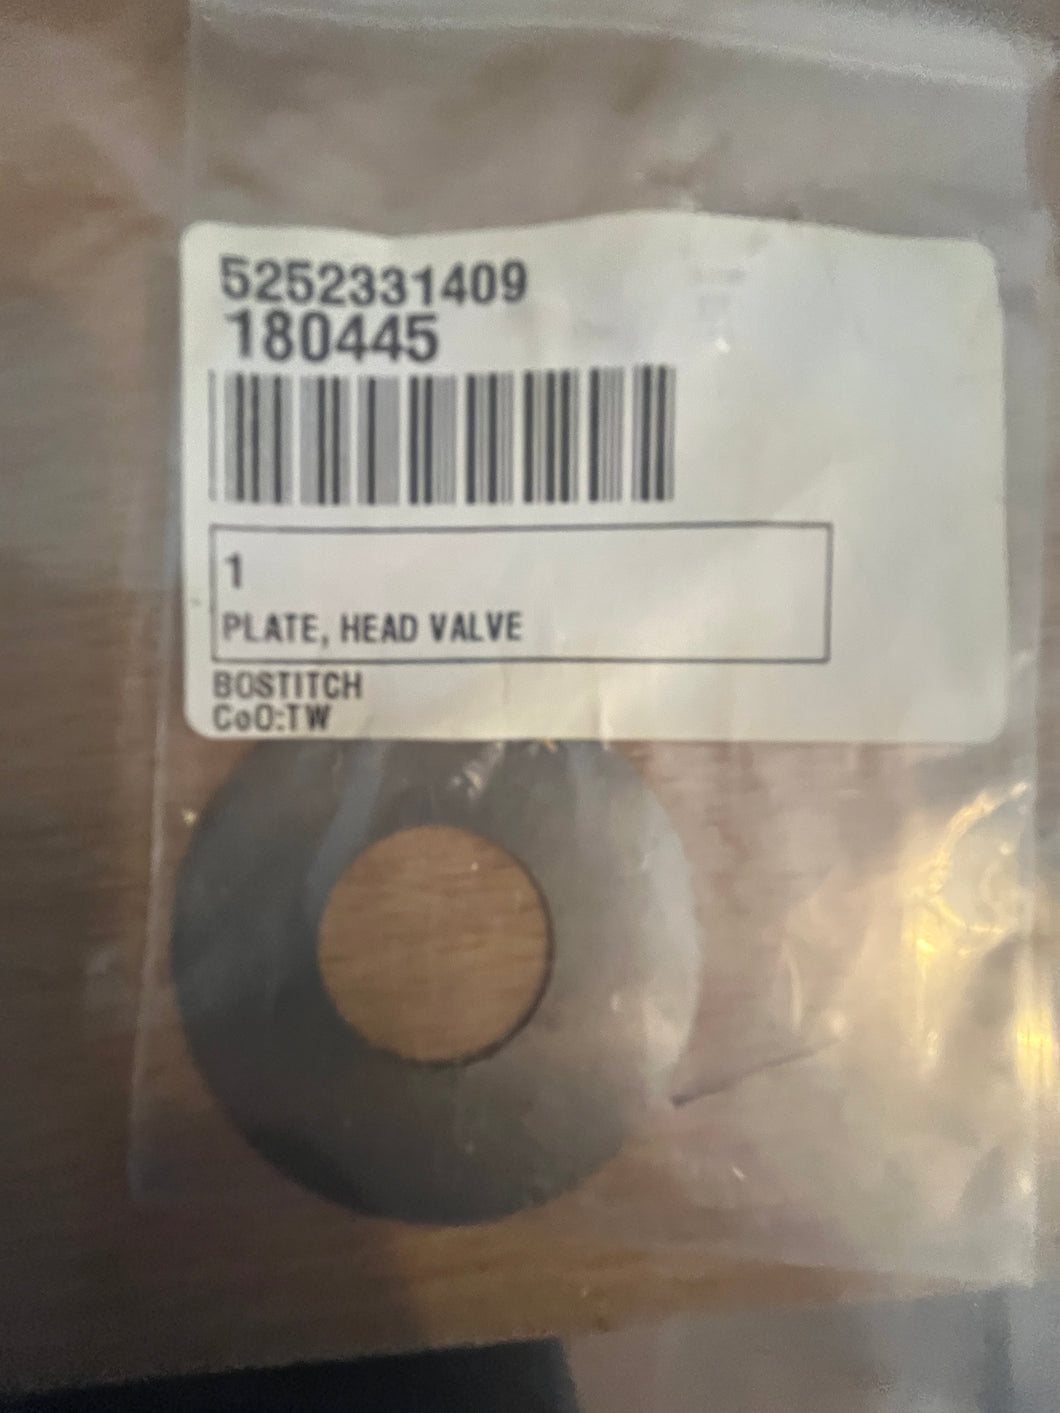 5252331409
180445
1
PLATE, HEAD VALVE
BOSTITCH
CoO:TW